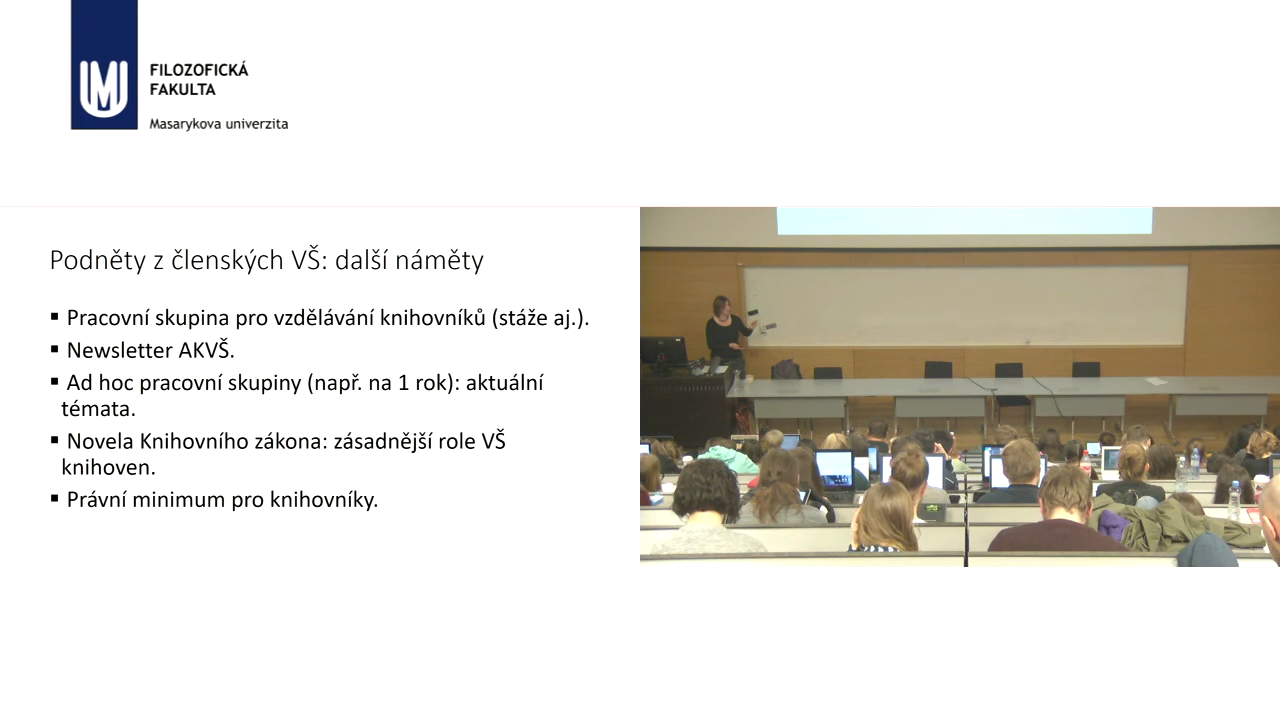 FILOZOFICKÁ
FAKULTA
Masarykova univerzita
Podněty z členských VŠ: další náměty
▪ Pracovní skupina pro vzdělávání knihovníků (stáže aj.).
▪ Newsletter AKVŠ.
▪ Ad hoc pracovní skupiny (např. na 1 rok): aktuální
témata.
▪ Novela Knihovního zákona: zásadnější role VŠ
knihoven.
▪ Právní minimum pro knihovníky.